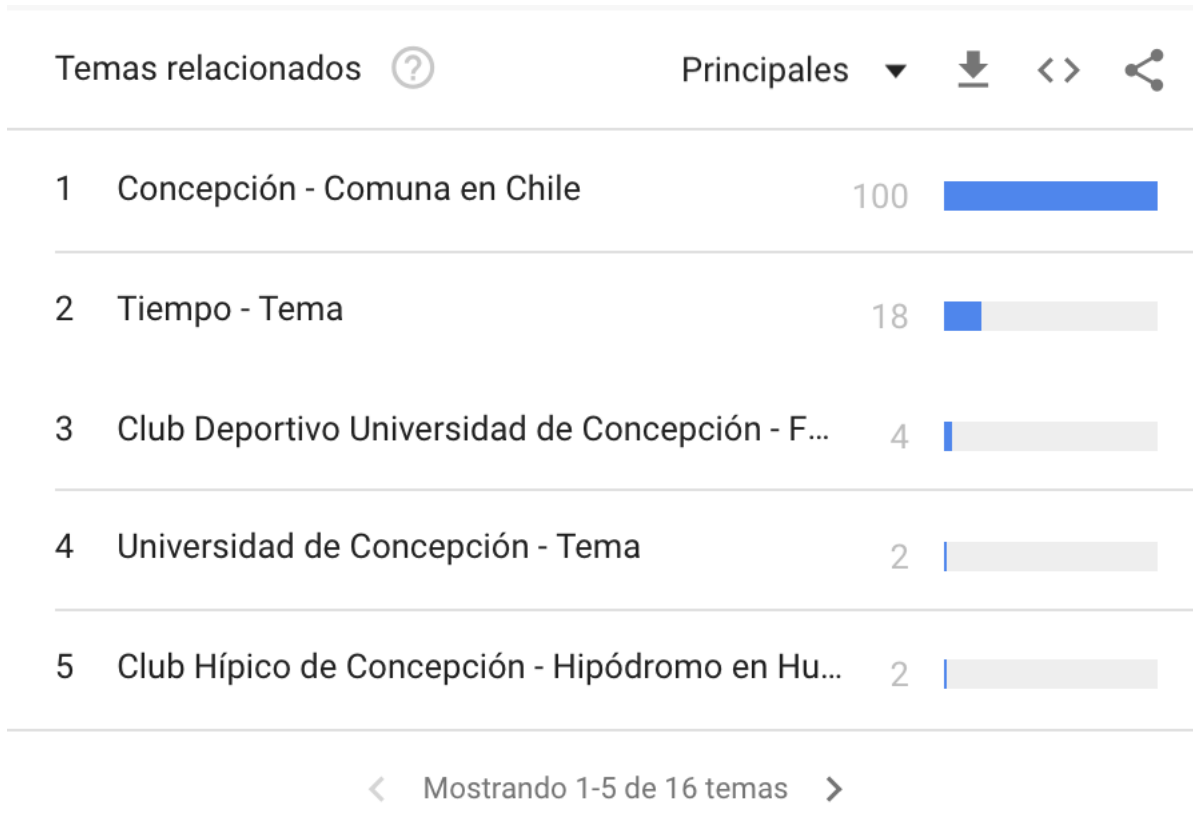 Temas relacionados ? Principales
1 Concepción - Comuna en Chile 100
2 Tiempo - Tema 18
3 Club Deportivo Universidad de Concepción - F... 4
4 Universidad de Concepción - Tema 2
5 Club Hípico de Concepción - Hipódromo en Hu... 2
Mostrando 1-5 de 16 temas